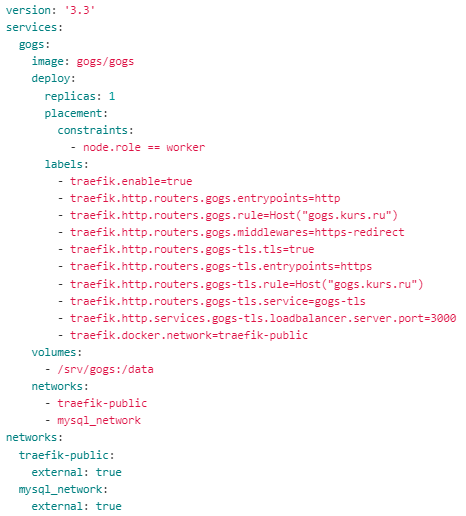 version: '3.3'
services:
  gogs:
    image: gogs/gogs
    deploy:
      replicas: 1
      placement:
        constraints:
          - node.role == worker
      labels:
        - traefik.enable=true
        - traefik.http.routers.gogs.entrypoints=http
        - traefik.http.routers.gogs.rule=Host("gogs.kurs.ru")
        - traefik.http.routers.gogs.middlewares=https-redirect
        - traefik.http.routers.gogs-tls.tls=true
        - traefik.http.routers.gogs-tls.entrypoints=https
        - traefik.http.routers.gogs-tls.rule=Host("gogs.kurs.ru")
        - traefik.http.routers.gogs-tls.service=gogs-tls
        - traefik.http.services.gogs-tls.loadbalancer.server.port=3000
        - traefik.docker.network=traefik-public
    volumes:
      - /srv/gogs:/data
    networks:
      - traefik-public
      - mysql_network
networks:
  traefik-public:
    external: true
  mysql_network:
    external: true